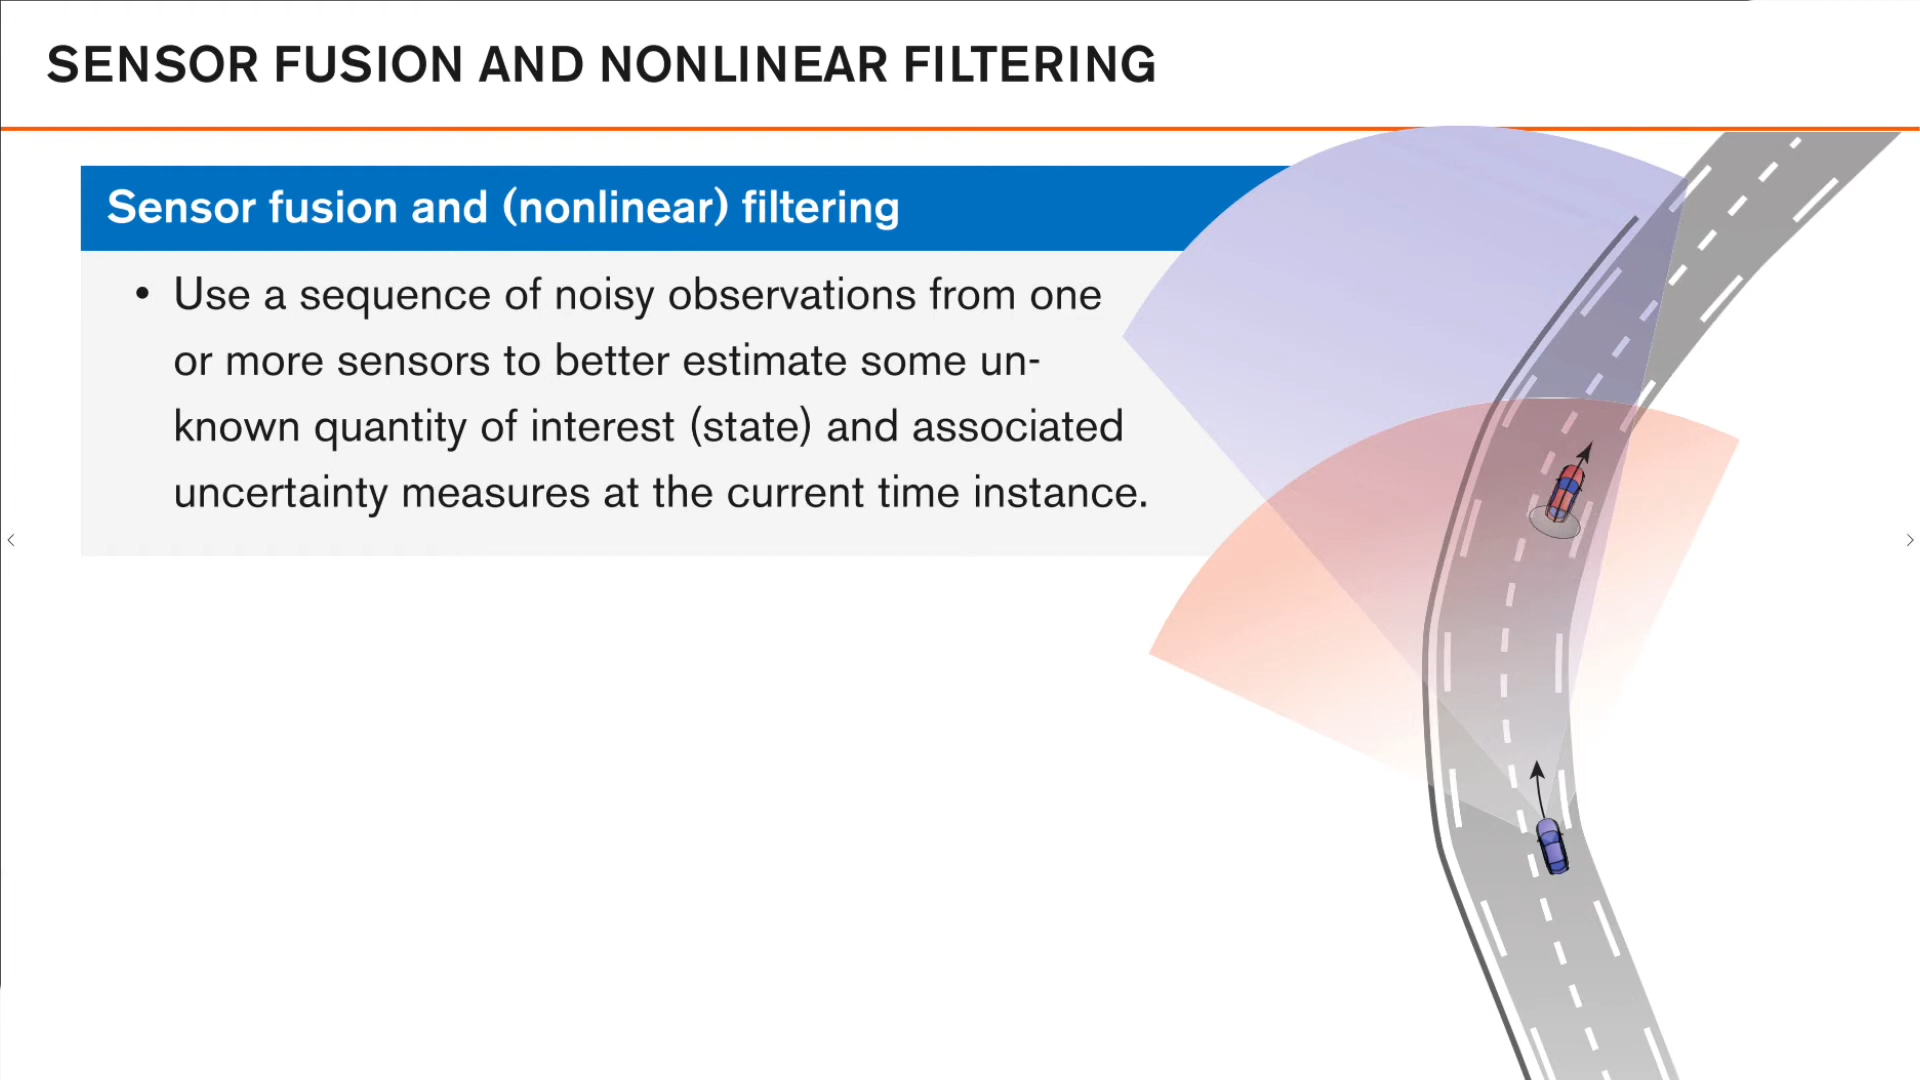 SENSOR FUSION AND NONLINEAR FILTERING
Sensor fusion and (nonlinear) filtering
• Use a sequence of noisy observations from one
or more sensors to better estimate some un-
known quantity of interest (state) and associated
uncertainty measures at the current time instance.